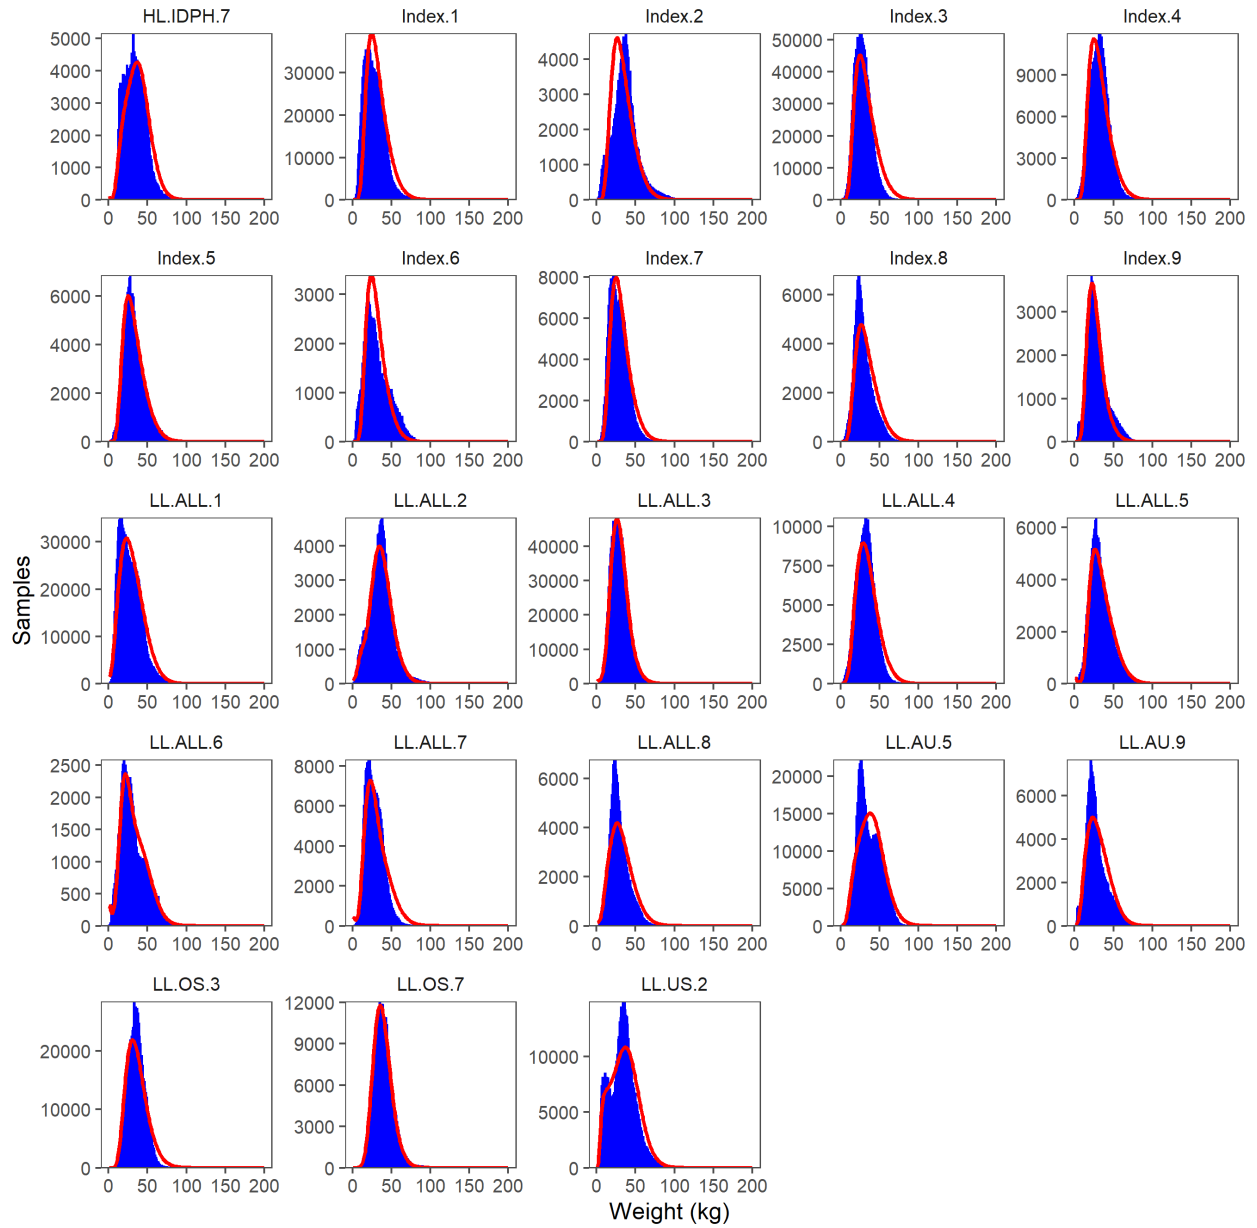 HL.IDPH.7 Index.1 Index.2 Index.3 Index.4
5000 4000 3000 2000 1000 0
30000 20000 10000 0
4000 3000 2000 1000 0
50000 40000 30000 20000 10000 0
9000 6000 3000 0
0 50 100 150 200 0 50 100 150 200 0 50 100 150 200 0 50 100 150 200 0 50 100 150 200
Index.5 Index.6 Index.7 Index.8 Index.9
6000 4000 2000 0
3000 2000 1000 0
8000 6000 4000 2000 0
6000 4000 2000 0
3000 2000 1000 0
0 50 100 150 200 0 50 100 150 200 0 50 100 150 200 0 50 100 150 200 0 50 100 150 200
LL.ALL.1 LL.ALL.2 LL.ALL.3 LL.ALL.4 LL.ALL.5
30000 20000 10000 0
4000 3000 2000 1000 0
40000 30000 20000 10000 0
10000 7500 5000 2500 0
6000 4000 2000 0
0 50 100 150 200 0 50 100 150 200 0 50 100 150 200 0 50 100 150 200 0 50 100 150 200
Samples
LL.ALL.6 LL.ALL.7 LL.ALL.8 LL.AU.5 LL.AU.9
2500 2000 1500 1000 500 0
8000 6000 4000 2000 0
6000 4000 2000 0
20000 15000 10000 5000 0
6000 4000 2000 0
0 50 100 150 200 0 50 100 150 200 0 50 100 150 200 0 50 100 150 200 0 50 100 150 200
LL.OS.3 LL.OS.7 LL.US.2
20000 10000 0
12000 9000 6000 3000 0
10000 5000 0
0 50 100 150 200 0 50 100 150 200 0 50 100 150 200
Weight (kg)